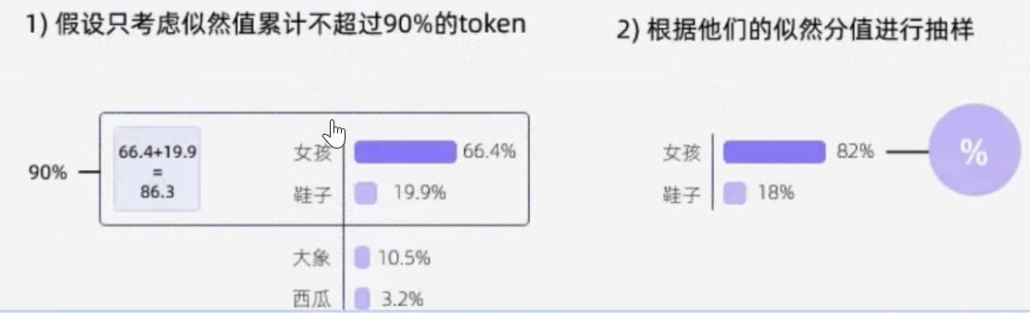 1) 假设只考虑似然值累计不超过90%的token
90%
66.4+19.9
=
86.3
女孩 66.4%
鞋子 19.9%
大象 10.5%
西瓜 3.2%
2) 根据他们的似然分值进行抽样
女孩 82%
鞋子 18%
%